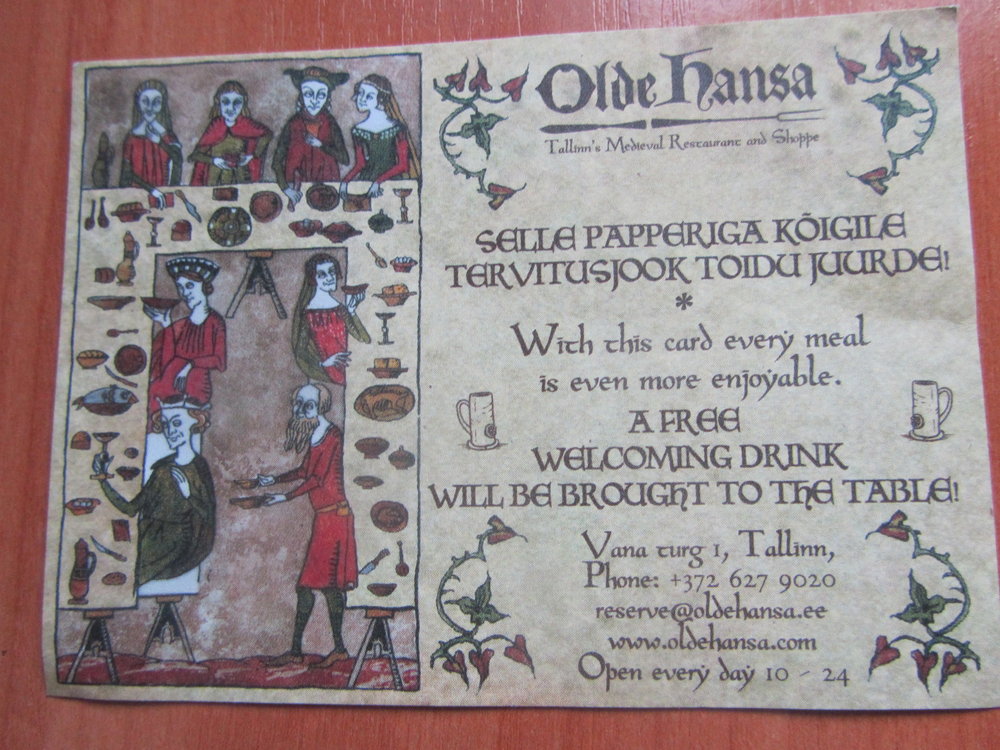 Olde Hansa
Tallinn's Medieval Restaurant and Shoppe
SELLE PAPPERIGA KÕIGILE
TERVITUSJOOK TOIDU JUURDE!
*
With this card every meal
is even more enjoyable.
A FREE
WELCOMING DRINK
WILL BE BROUGHT TO THE TABLE!
Vana turg 1, Tallinn,
Phone: +372 627 9020
reserve@oldehansa.ee
www.oldehansa.com
Open every day 10 - 24